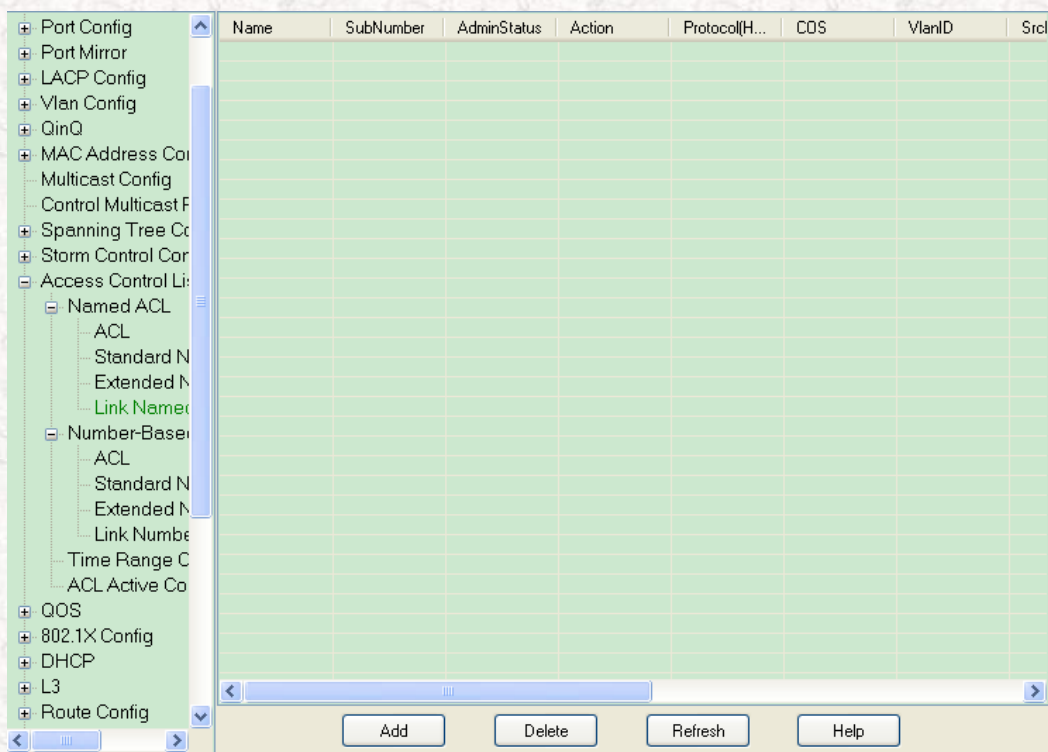 Port Config
Port Mirror
LACP Config
Vlan Config
QinQ
MAC Address Co
Multicast Config
Control Multicast
Spanning Tree Co
Storm Control Con
Access Control Li
Named ACL
ACL
Standard N
Extended N
Link Named
Number-Based
ACL
Standard N
Extended N
Link Numbe
Time Range C
ACL Active Co
QOS
802.1X Config
DHCP
L3
Route Config
Name SubNumber AdminStatus Action Protocol(H... COS VlanID SrcI
Add Delete Refresh Help